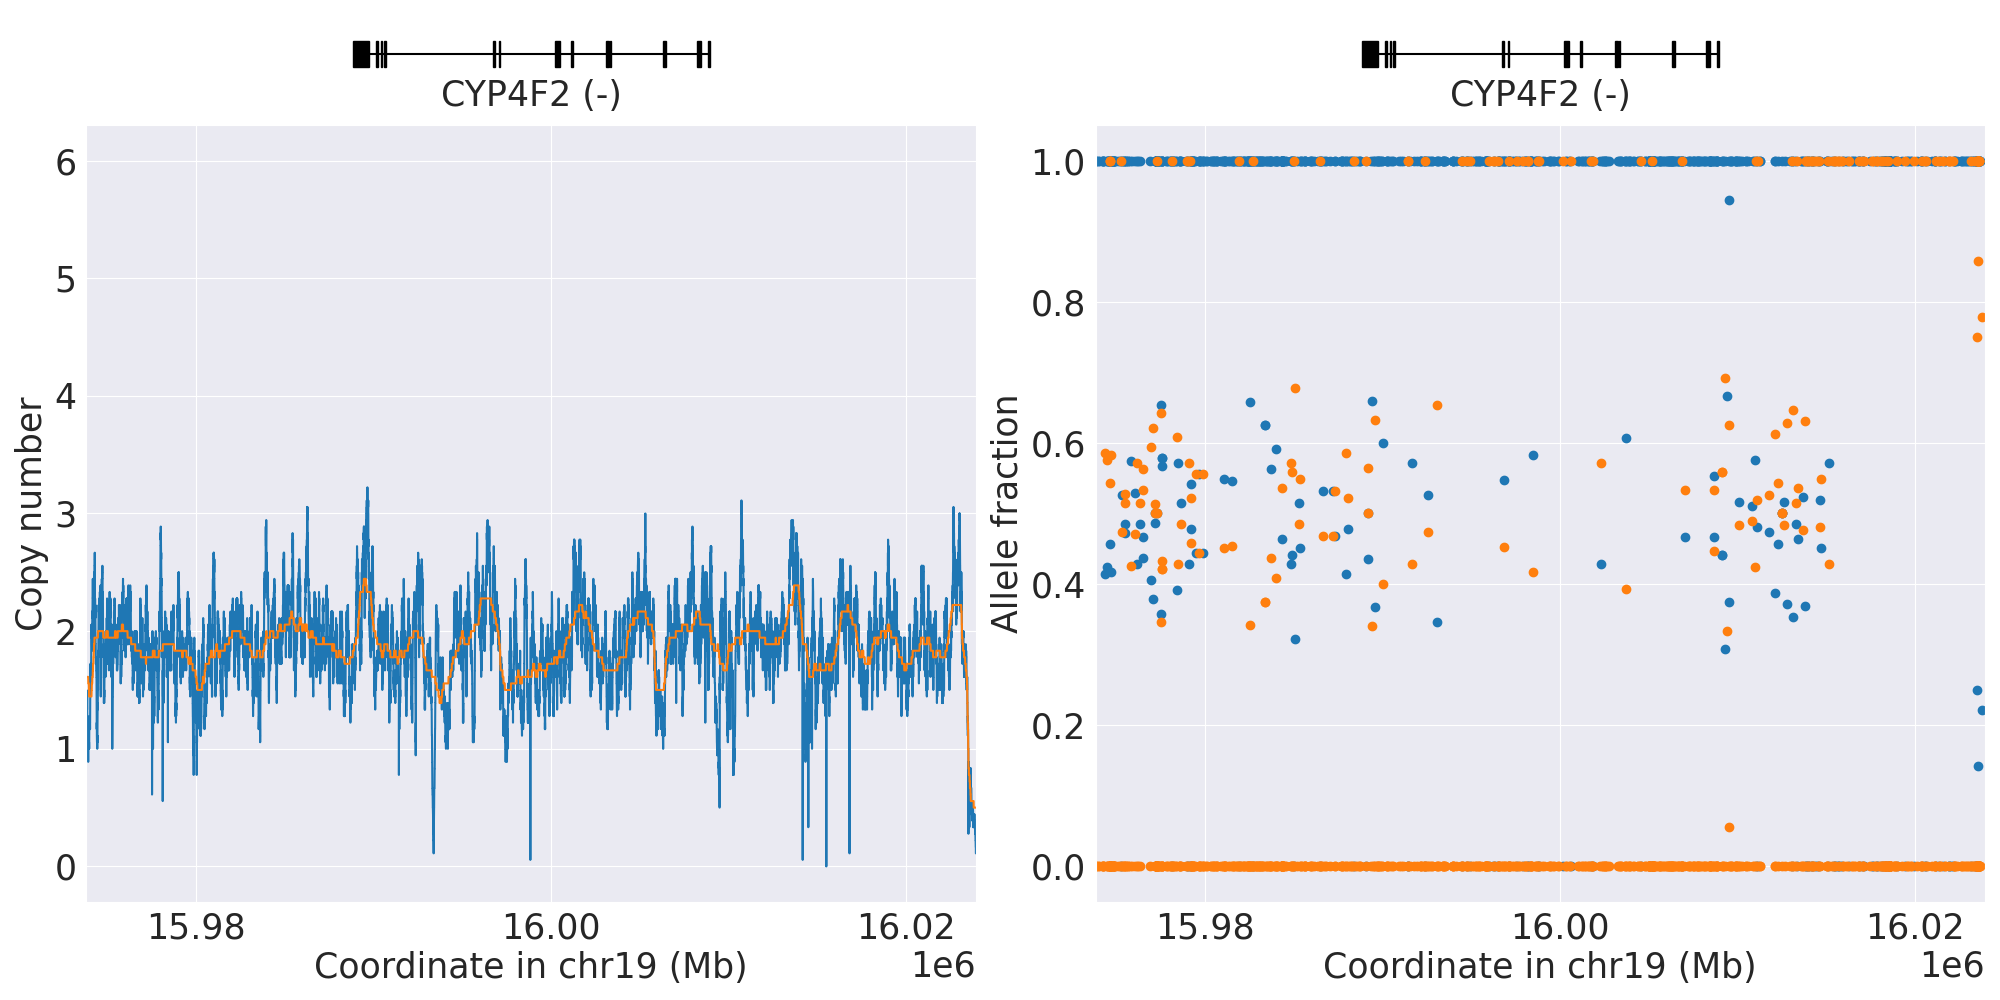 CYP4F2 (-)
6
5
4
3
2
1
0
Copy number
15.98
16.00
16.02
Coordinate in chr19 (Mb)
1e6
CYP4F2 (-)
1.0
0.8
0.6
0.4
0.2
0.0
Allele fraction
15.98
16.00
16.02
Coordinate in chr19 (Mb)
1e6